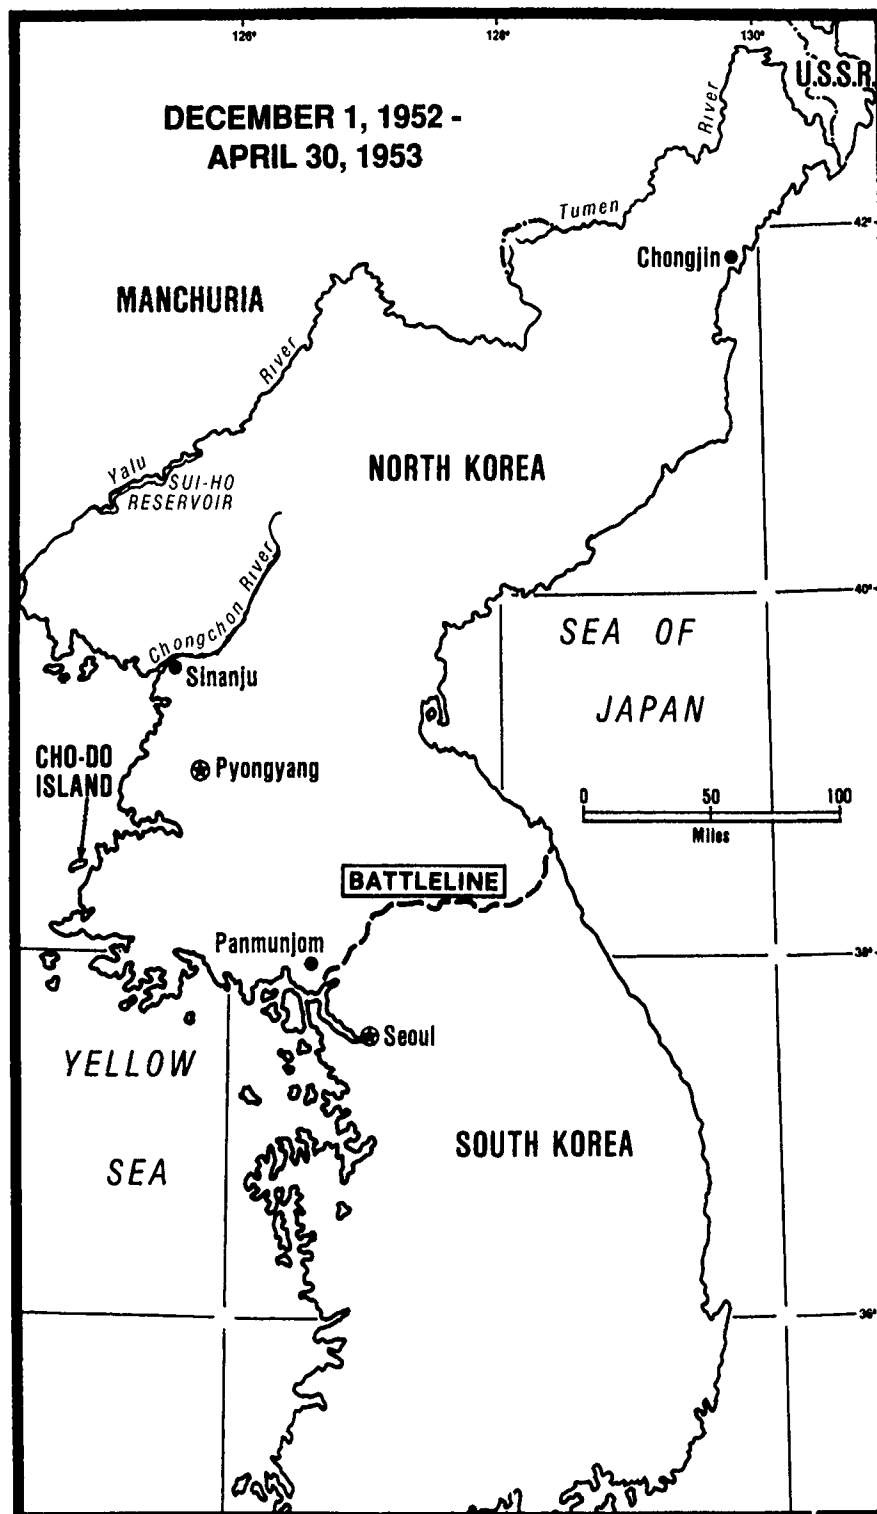 126°
128°
130°
U.S.S.R.
DECEMBER 1, 1952 -
APRIL 30, 1953
River
Tumen
42°
Chongjin
MANCHURIA
River
NORTH KOREA
Yalu
SUI-HO
RESERVOIR
Chongchon River
40°
SEA OF
JAPAN
Sinanju
CHO-DO
ISLAND
Pyongyang
0 50 100
Miles
BATTLELINE
Panmunjom
38°
Seoul
YELLOW
SEA
SOUTH KOREA
36°